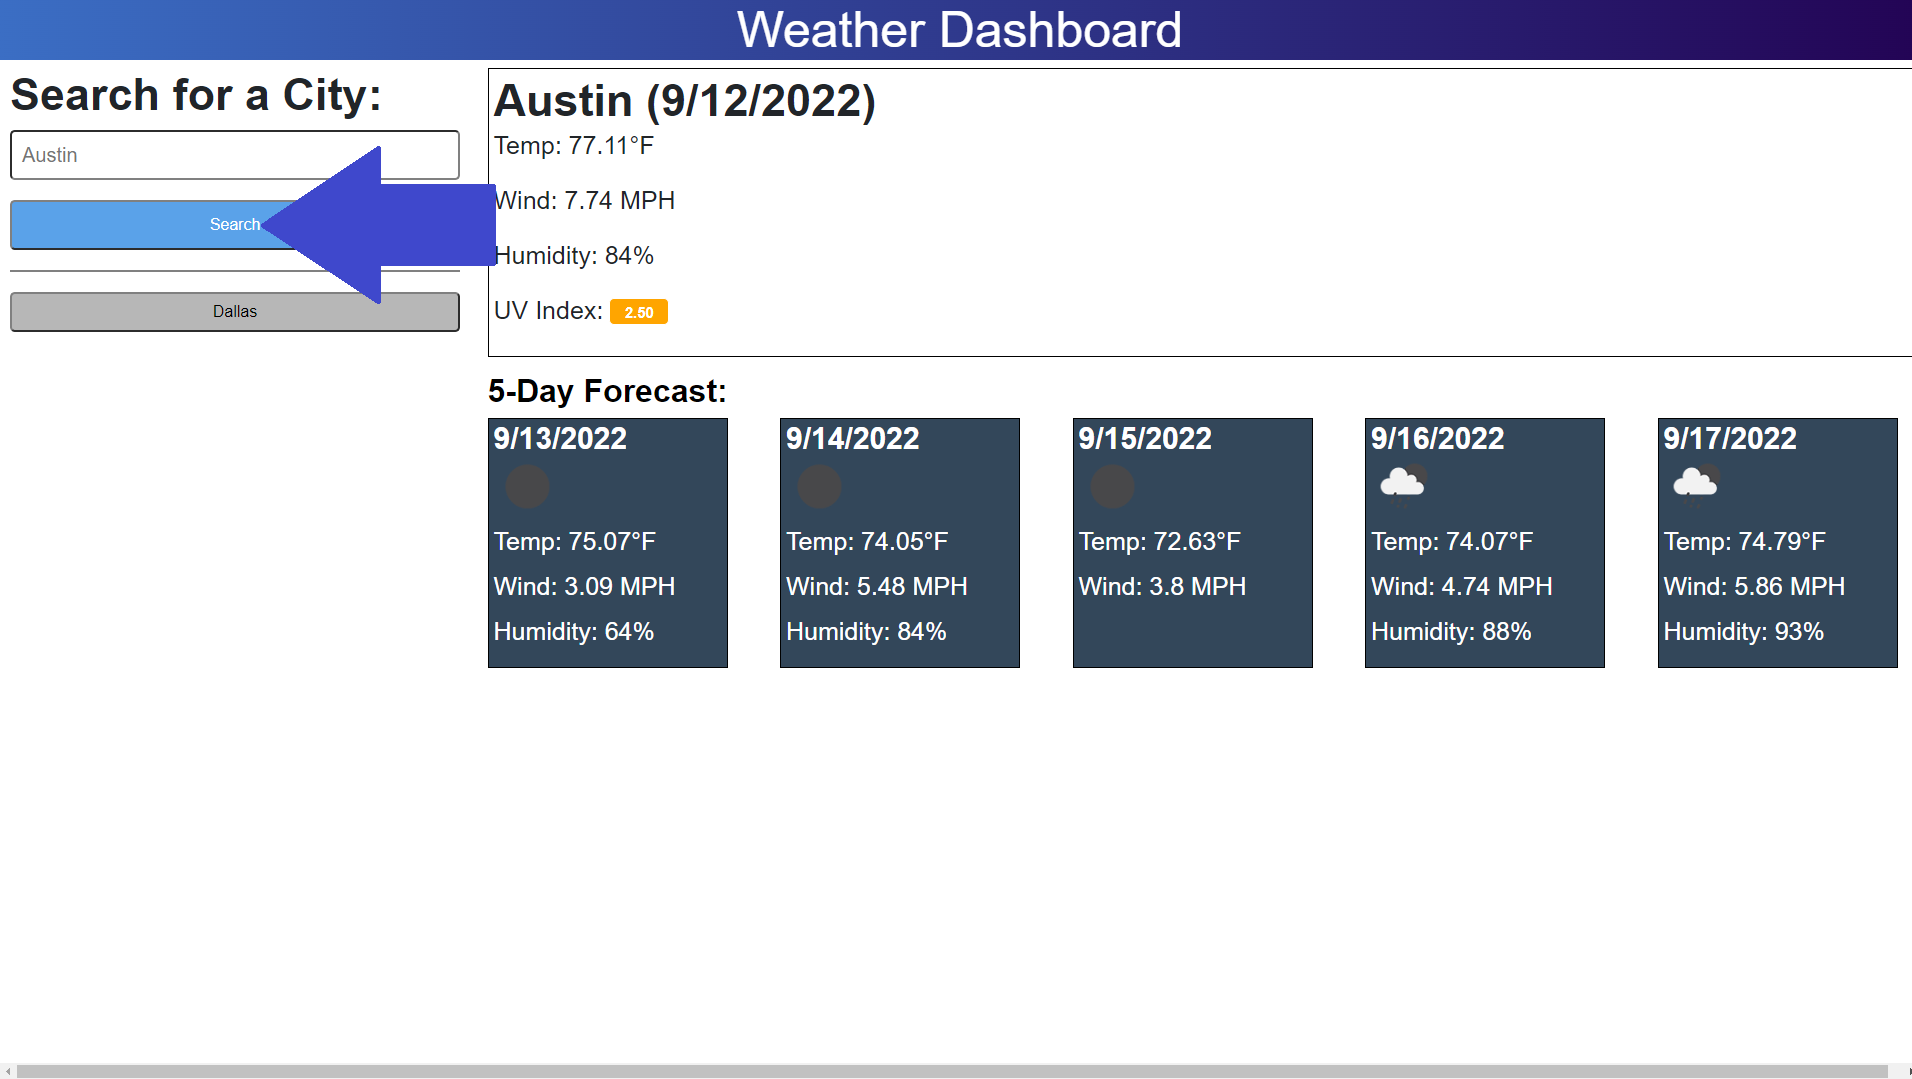 Weather Dashboard
Search for a City:
Austin
Search
Dallas
Austin (9/12/2022)
Temp: 77.11°F
Wind: 7.74 MPH
Humidity: 84%
UV Index: 2.50
5-Day Forecast:
9/13/2022
Temp: 75.07°F
Wind: 3.09 MPH
Humidity: 64%
9/14/2022
Temp: 74.05°F
Wind: 5.48 MPH
Humidity: 84%
9/15/2022
Temp: 72.63°F
Wind: 3.8 MPH
9/16/2022
Temp: 74.07°F
Wind: 4.74 MPH
Humidity: 88%
9/17/2022
Temp: 74.79°F
Wind: 5.86 MPH
Humidity: 93%